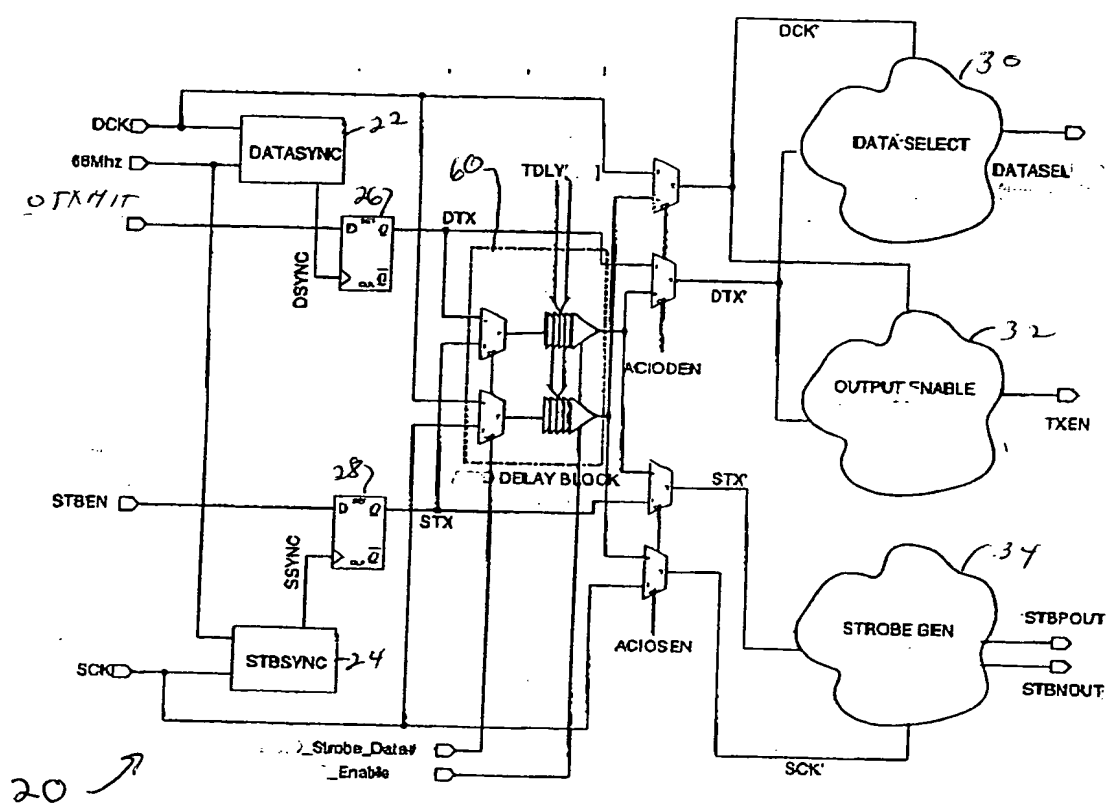 DCK'
30
DCK
22
DATASYNC
DATA-SELECT
68Mhz
60
TDLY'
DATASEL
OTXMIT
26
DTX
D
Q
Q
DSYNC
DTX'
32
ACIODEN
OUTPUT ENABLE
TXEN
28
DELAY BLOCK
STBEN
D
Q
STX
STX'
Q
SSYNC
34
STROBE GEN
STBPOUT
SCK
STBSYNC
24
ACIOSEN
STBNOUT
_Strobe_Data#
_Enable
SCK'
20